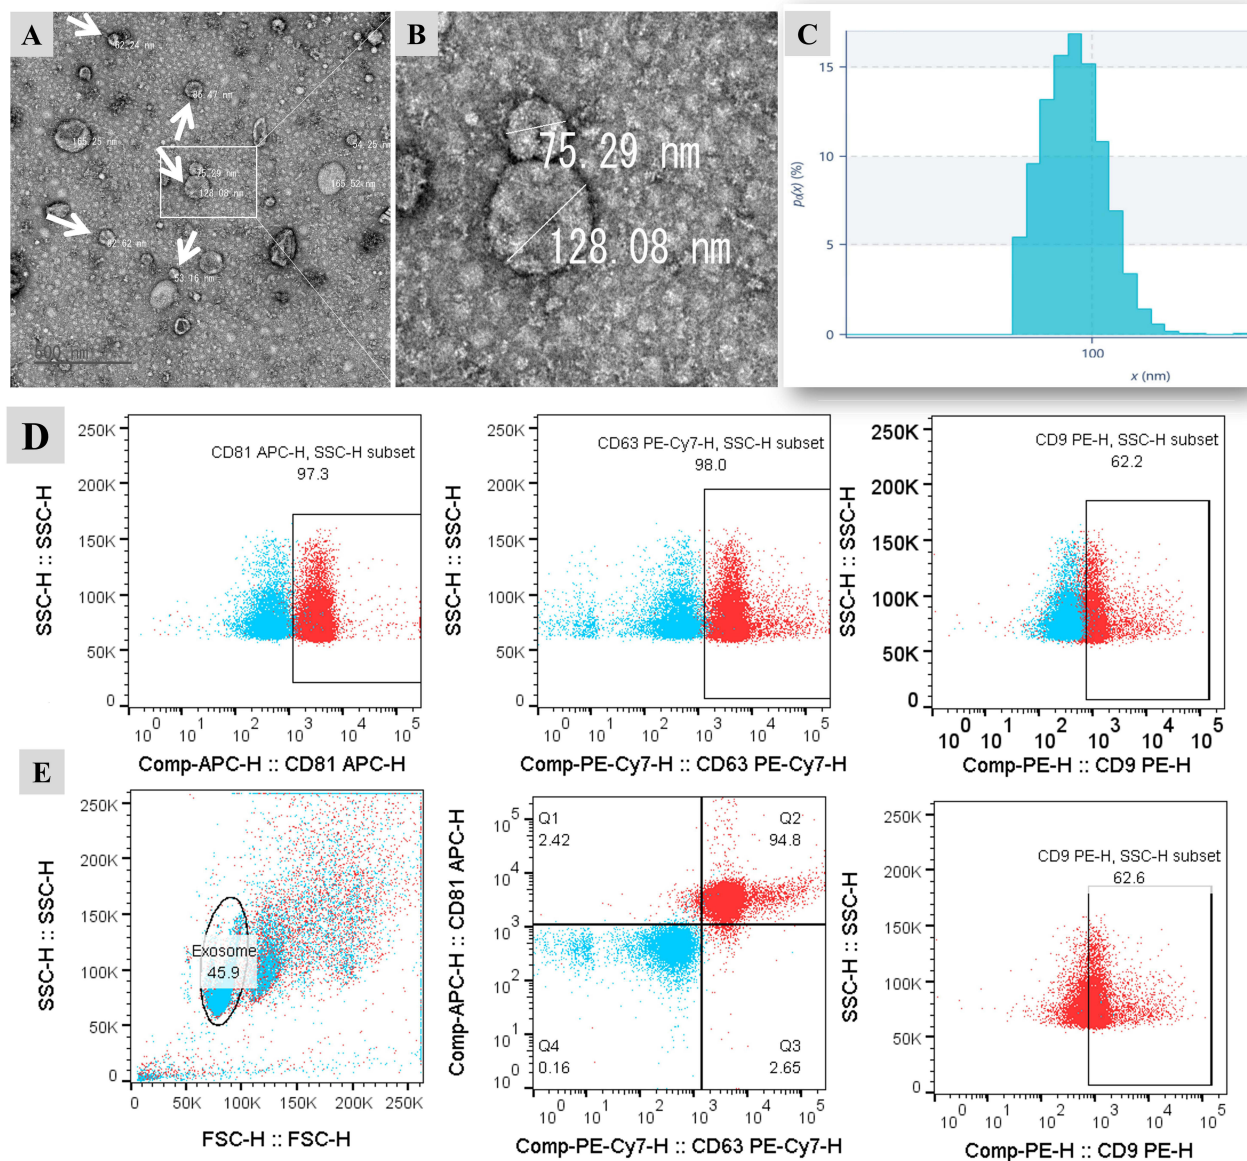 A
62.24 nm
86.47 nm
165.25 nm
54.25 nm
75.29 nm
128.08 nm
165.52 nm
92.62 nm
53.16 nm
600 nm
B
75.29 nm
128.08 nm
C
15
10
5
0
p₀(x) (%)
100
x (nm)
D
250K
200K
150K
100K
50K
0
SSC-H :: SSC-H
CD81 APC-H, SSC-H subset
97.3
10^0 10^1 10^2 10^3 10^4 10^5
Comp-APC-H :: CD81 APC-H
250K
200K
150K
100K
50K
0
SSC-H :: SSC-H
CD63 PE-Cy7-H, SSC-H subset
98.0
10^0 10^1 10^2 10^3 10^4 10^5
Comp-PE-Cy7-H :: CD63 PE-Cy7-H
250K
200K
150K
100K
50K
0
SSC-H :: SSC-H
CD9 PE-H, SSC-H subset
62.2
10^0 10^1 10^2 10^3 10^4 10^5
Comp-PE-H :: CD9 PE-H
E
250K
200K
150K
100K
50K
0
SSC-H :: SSC-H
Exosome
45.9
0 50K 100K 150K 200K 250K
FSC-H :: FSC-H
10^5
10^4
10^3
10^2
10^1
10^0
Comp-APC-H :: CD81 APC-H
Q1
2.42
Q2
94.8
Q4
0.16
Q3
2.65
10^0 10^1 10^2 10^3 10^4 10^5
Comp-PE-Cy7-H :: CD63 PE-Cy7-H
250K
200K
150K
100K
50K
0
SSC-H :: SSC-H
CD9 PE-H, SSC-H subset
62.6
10^0 10^1 10^2 10^3 10^4 10^5
Comp-PE-H :: CD9 PE-H